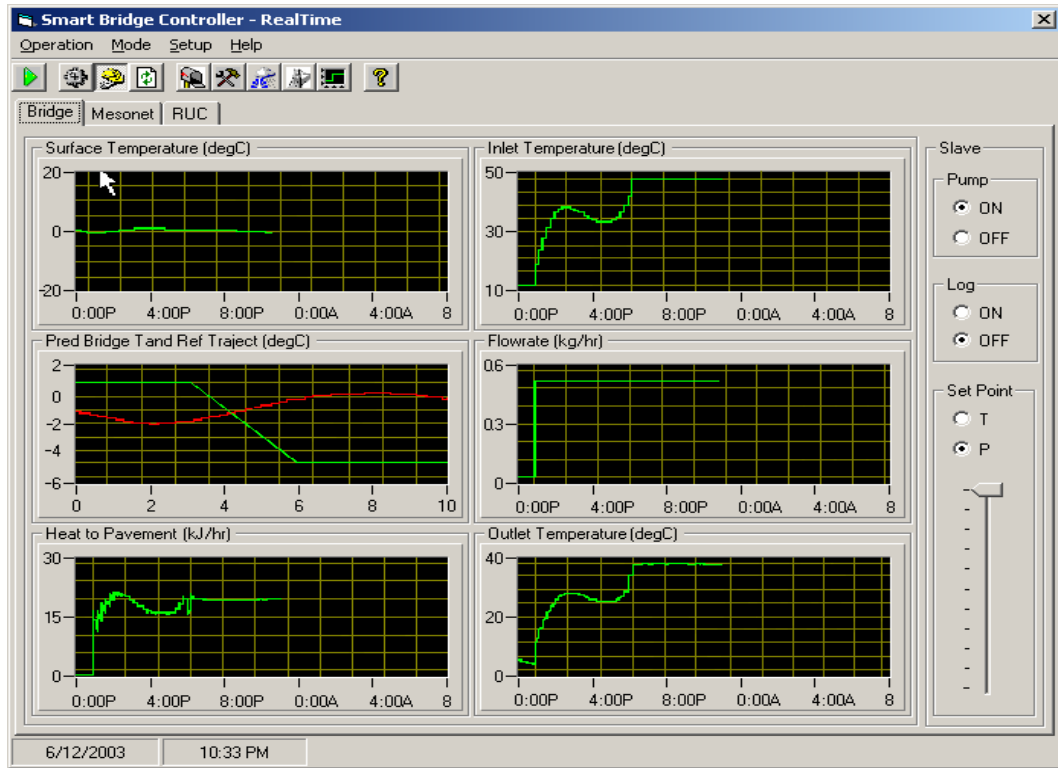 Smart Bridge Controller - RealTime
Operation Mode Setup Help
Bridge Mesonet RUC
Surface Temperature (degC)
20
0
-20
0:00P 4:00P 8:00P 0:00A 4:00A 8
Inlet Temperature (degC)
50
30
10
0:00P 4:00P 8:00P 0:00A 4:00A 8
Pred Bridge Tand Ref Traject (degC)
2
0
-2
-4
-6
0 2 4 6 8 10
Flowrate (kg/hr)
0.6
0.3
0
0:00P 4:00P 8:00P 0:00A 4:00A 8
Heat to Pavement (kJ/hr)
30
15
0
0:00P 4:00P 8:00P 0:00A 4:00A 8
Outlet Temperature (degC)
40
20
0
0:00P 4:00P 8:00P 0:00A 4:00A 8
Slave
Pump
ON
OFF
Log
ON
OFF
Set Point
T
P
6/12/2003 10:33 PM